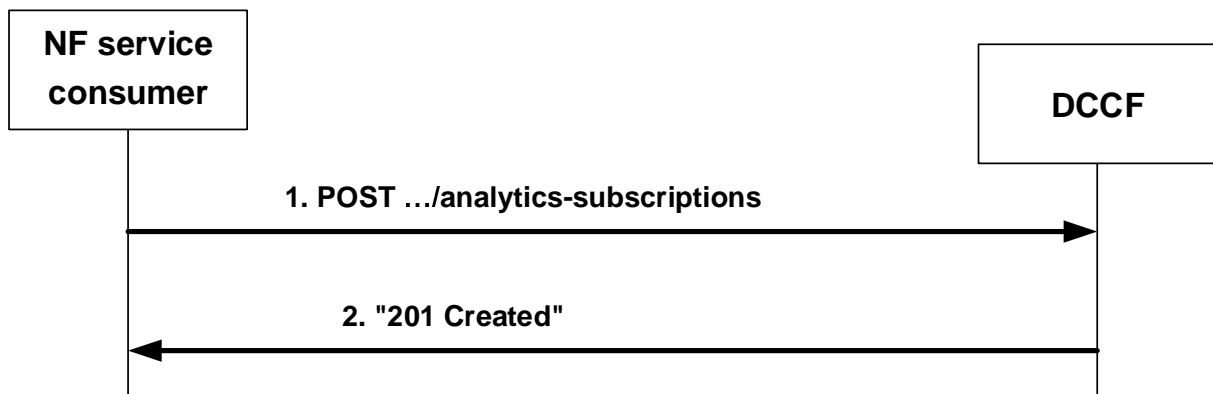 NF service
consumer
DCCF
1. POST …/analytics-subscriptions
2. "201 Created"